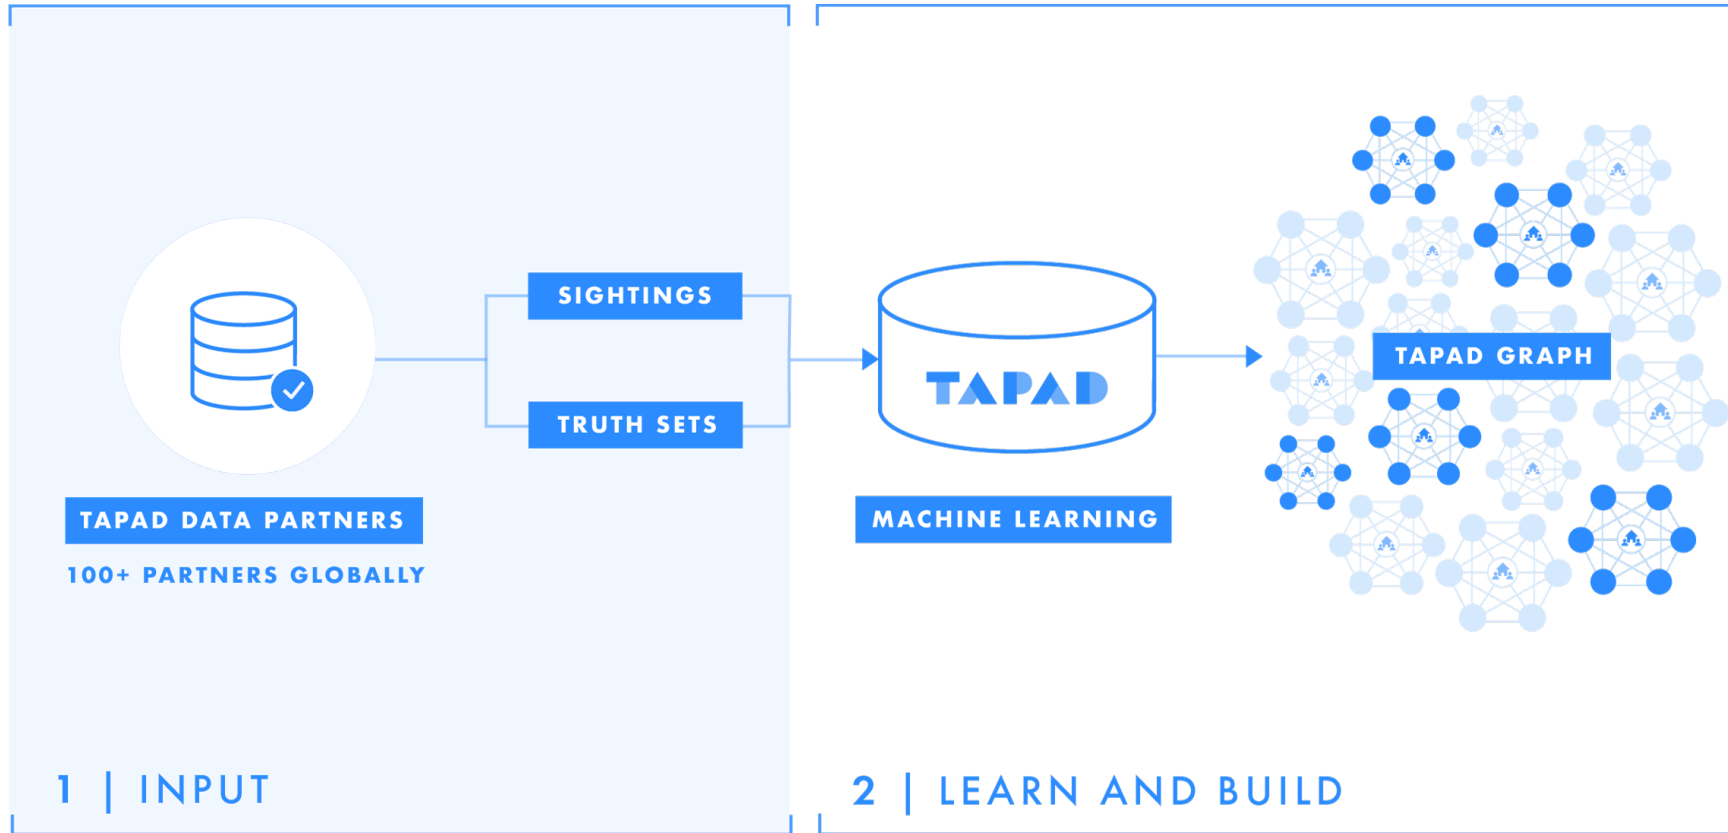 SIGHTINGS
TRUTH SETS
TAPAD DATA PARTNERS
100+ PARTNERS GLOBALLY
1 | INPUT
TAPAD
MACHINE LEARNING
TAPAD GRAPH
2 | LEARN AND BUILD